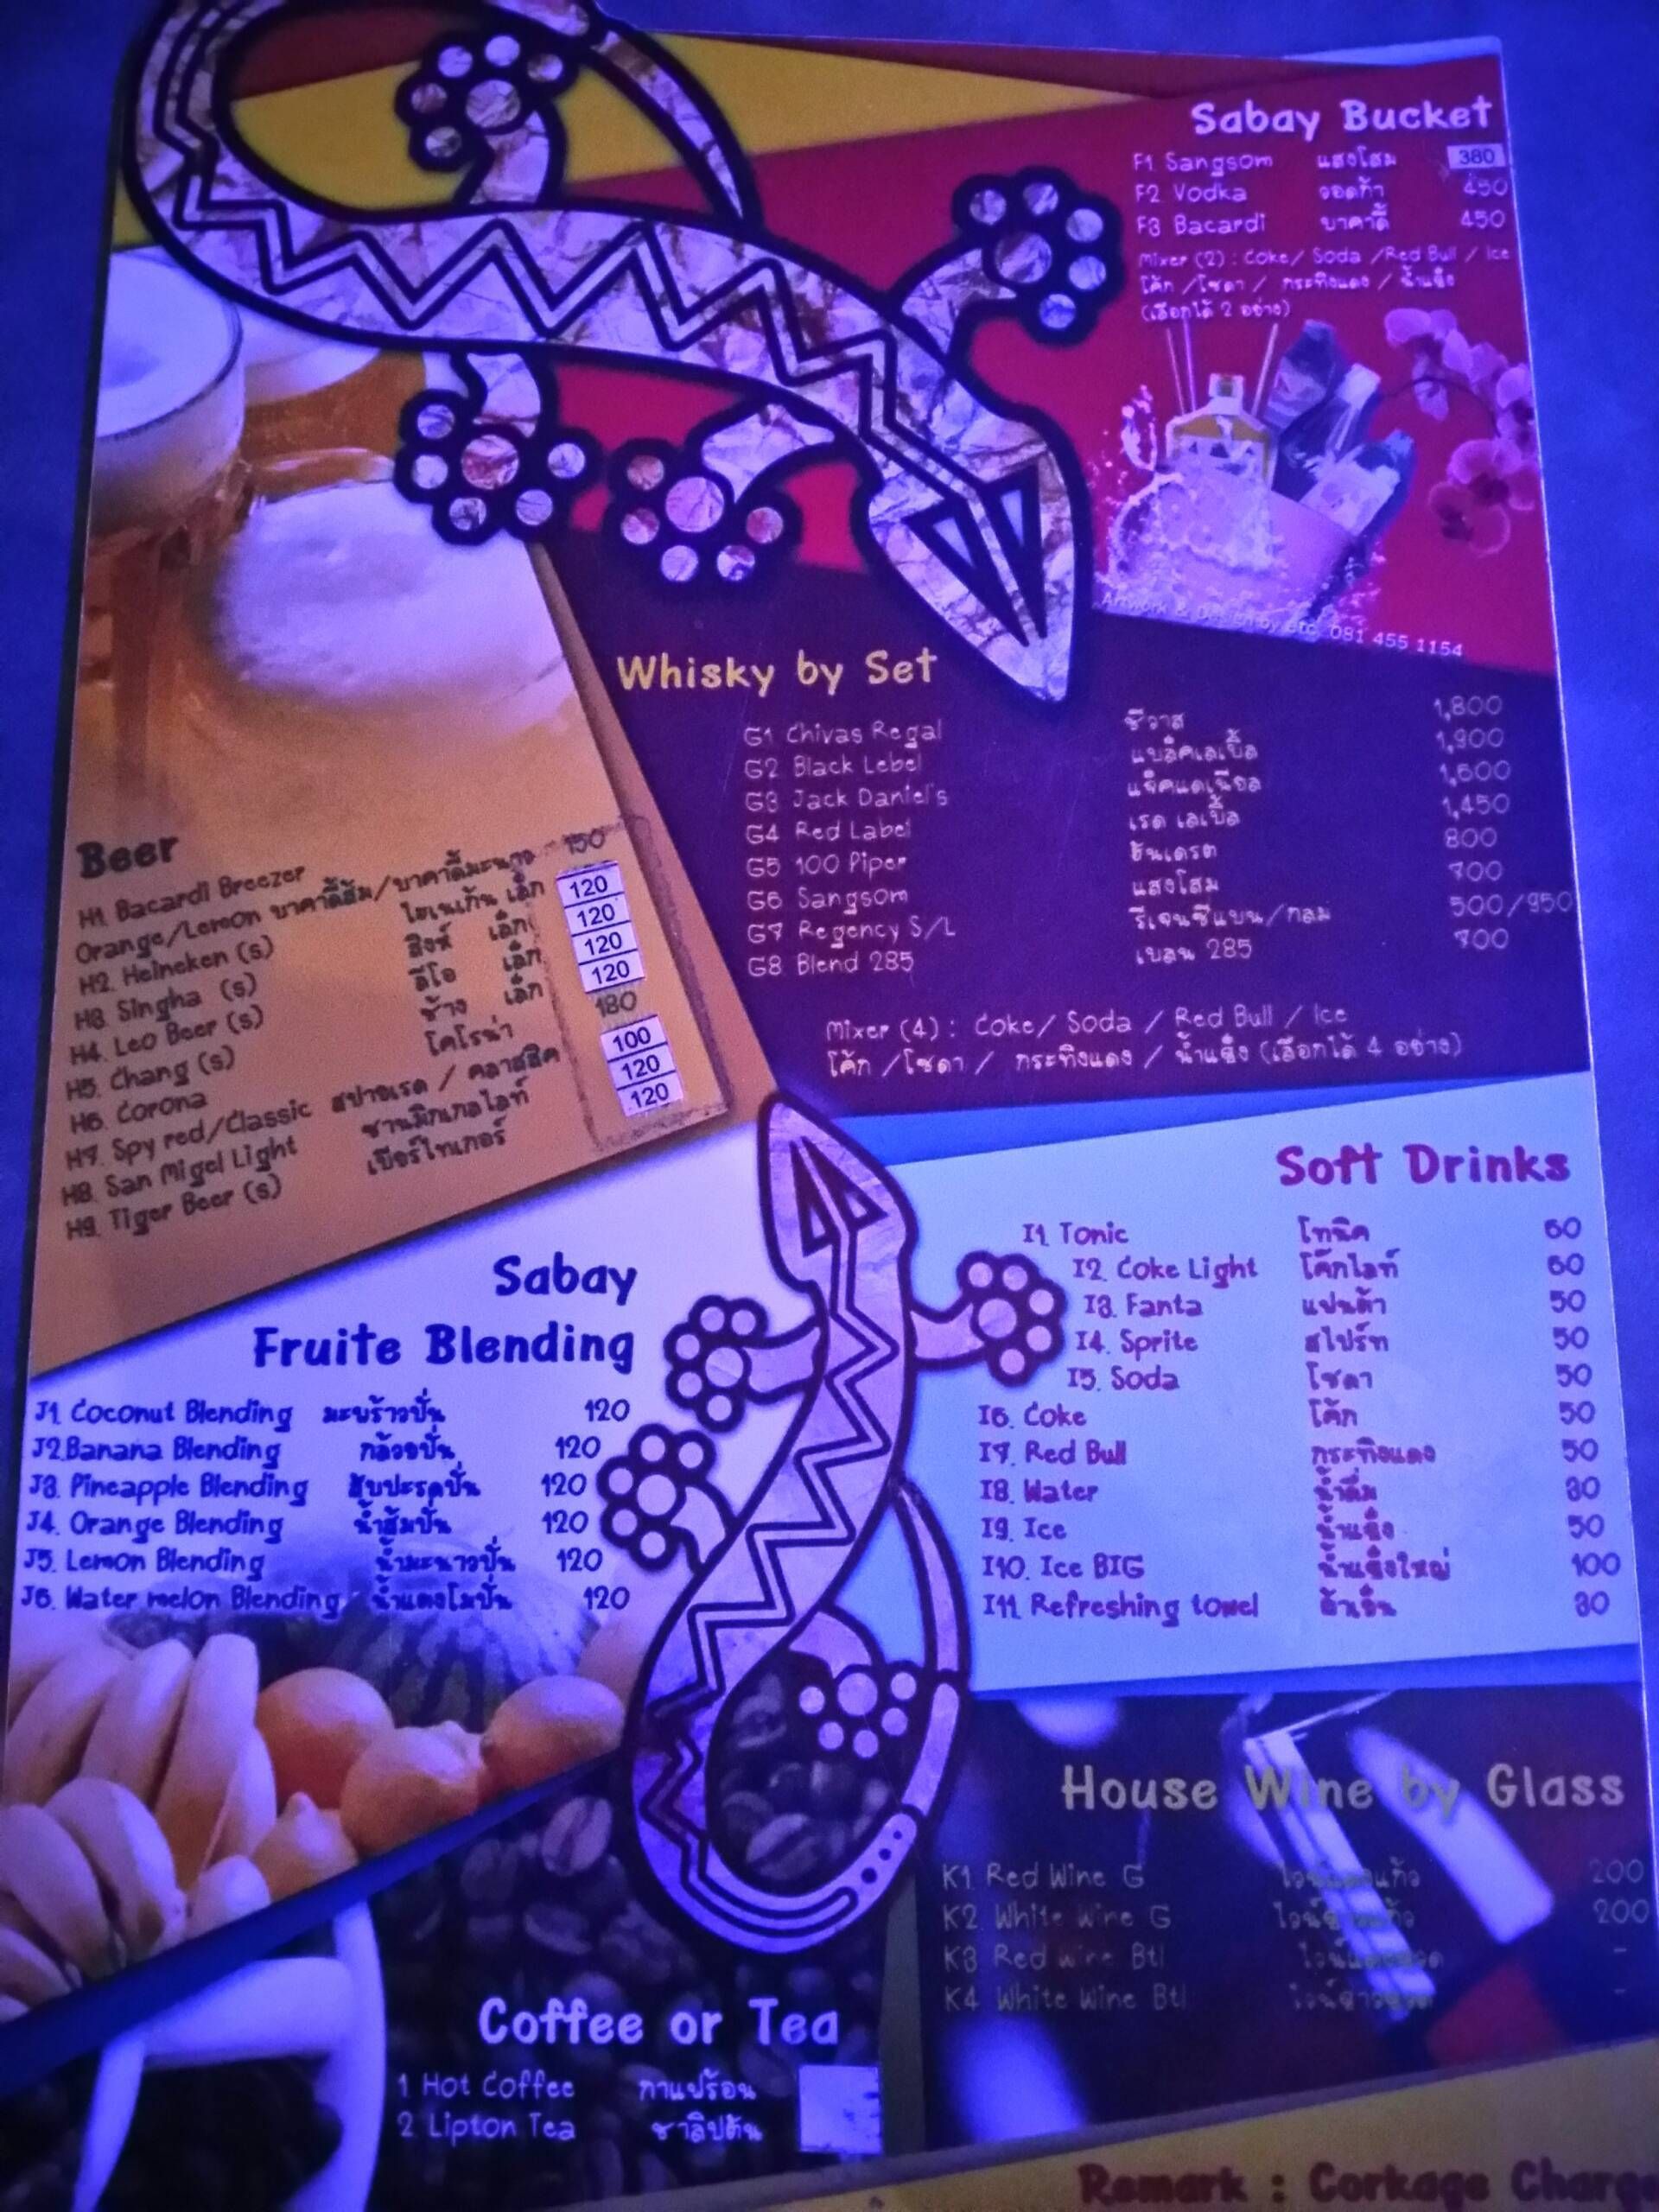 Sabay Bucket
F1 Sangsom แสงโสม 380
F2 Vodka วอดก้า 450
F3 Bacardi บาคาดี้ 450
Mixer (2) : Coke/ Soda /Red Bull / Ice
โค้ก /โซดา / กระทิงแดง / น้ำแข็ง
(เลือกได้ 2 อย่าง)
Artwork & Design by etc. 081 455 1154
Whisky by Set
G1 Chivas Regal ชีวาส 1,800
G2 Black Lebel แบล๊คเลเบิ้ล 1,900
G3 Jack Daniel's แจ๊คแดเนียล 1,600
G4 Red Label เรด เลเบิ้ล 1,450
G5 100 Piper ฮันเดรต 800
G6 Sangsom แสงโสม 700
G7 Regency S/L รีเจนซี่แบน/กลม 500/950
G8 Blend 285 เบลน 285 700
Mixer (4) : Coke/ Soda / Red Bull / Ice
โค้ก /โซดา / กระทิงแดง / น้ำแข็ง (เลือกได้ 4 อย่าง)
Beer
H1. Bacardi Breezer
Orange/Lemon บาคาดี้ส้ม/บาคาดี้มะนาว 150
H2. Heineken (s) ไฮเนเก้น เล็ก 120
H3. Singha (s) สิงห์ เล็ก 120
H4. Leo Beer (s) ลีโอ เล็ก 120
H5. Chang (s) ช้าง เล็ก 120
H6. Corona โคโรน่า 180
H7. Spy red/Classic สปายเรด / คลาสสิค 100
H8. San Migel Light ซานมิกเกลไลท์ 120
H9. Tiger Beer (s) เบียร์ไทเกอร์ 120
Sabay
Fruite Blending
J1. Coconut Blending มะพร้าวปั่น 120
J2.Banana Blending กล้วยปั่น 120
J3. Pineapple Blending สับปะรดปั่น 120
J4. Orange Blending น้ำส้มปั่น 120
J5. Lemon Blending น้ำมะนาวปั่น 120
J6. Water melon Blending น้ำแตงโมปั่น 120
Soft Drinks
I1. Tonic โทนิค 60
I2. Coke Light โค๊กไลท์ 60
I3. Fanta แฟนต้า 50
I4. Sprite สไปร์ท 50
I5. Soda โซดา 50
I6. Coke โค้ก 50
I7. Red Bull กระทิงแดง 50
I8. Water น้ำดื่ม 30
I9. Ice น้ำแข็ง 50
I10. Ice BIG น้ำแข็งใหญ่ 100
I11. Refreshing towel ผ้าเย็น 30
House Wine by Glass
K1 Red Wine G ไวน์แดงแก้ว 200
K2. White Wine G ไวน์ขาวแก้ว 200
K3 Red Wine Btl ไวน์แดงขวด -
K4 White Wine Btl ไวน์ขาวขวด -
Coffee or Tea
1 Hot Coffee กาแฟร้อน
2 Lipton Tea ชาลิปตัน
Remark : Corkage Charge